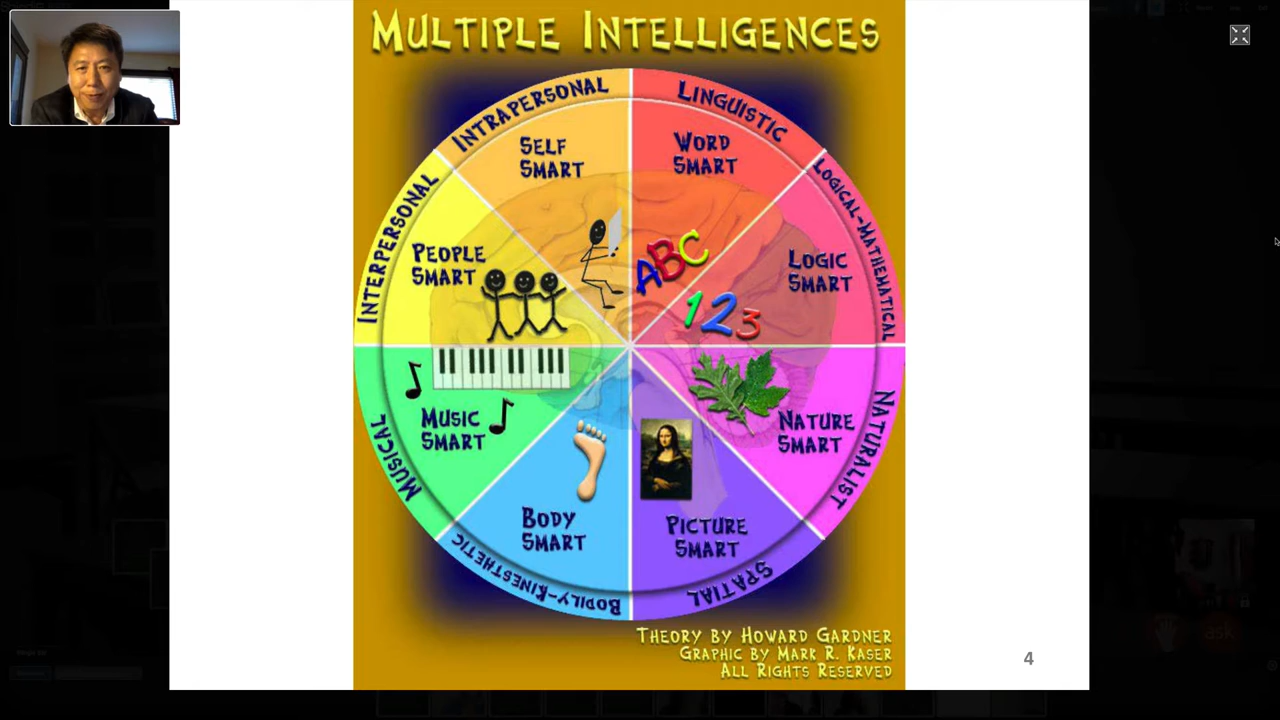 MULTIPLE INTELLIGENCES
INTRAPERSONAL
LINGUISTIC
SELF
SMART
WORD
SMART
INTERPERSONAL
LOGICAL-MATHEMATICAL
PEOPLE
SMART
LOGIC
SMART
ABC
123
MUSICAL
MUSIC
SMART
NATURE
SMART
NATURALIST
BODY
SMART
PICTURE
SMART
BODILY-KINESTHETIC
SPATIAL
THEORY BY HOWARD GARDNER
GRAPHIC BY MARK R. KASER
ALL RIGHTS RESERVED
4
ask